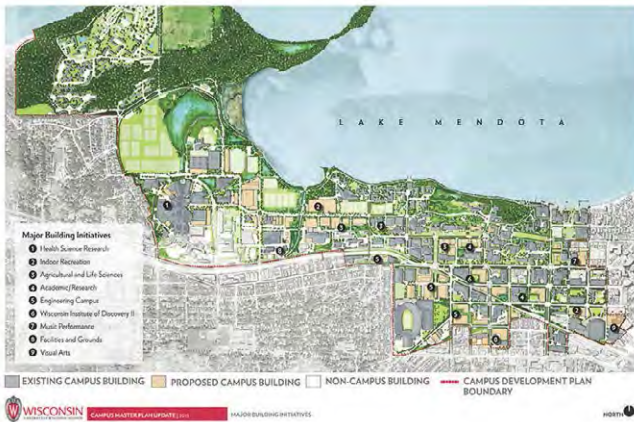 LAKE MENDOTA
Major Building Initiatives
1 Health Science Research
2 Indoor Recreation
3 Agricultural and Life Sciences
4 Academic/Research
5 Engineering Campus
6 Wisconsin Institute of Discovery II
7 Music Performance
8 Facilities and Grounds
9 Visual Arts
EXISTING CAMPUS BUILDING
PROPOSED CAMPUS BUILDING
NON-CAMPUS BUILDING
CAMPUS DEVELOPMENT PLAN
BOUNDARY
WISCONSIN
CAMPUS MASTER PLAN UPDATE
MAJOR BUILDING INITIATIVES
NORTH